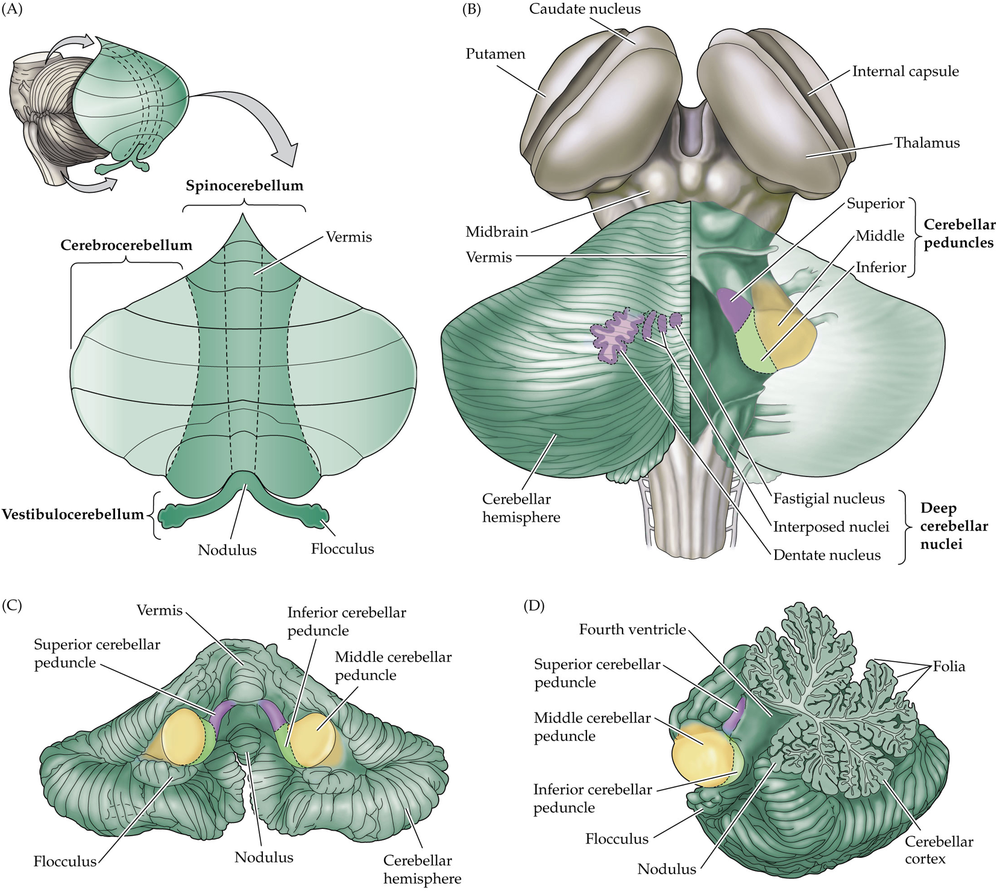 (A)
Spinocerebellum
Cerebrocerebellum
Vermis
Vestibulocerebellum
Nodulus
Flocculus
(B)
Caudate nucleus
Putamen
Internal capsule
Thalamus
Superior
Middle
Inferior
Cerebellar
peduncles
Midbrain
Vermis
Cerebellar
hemisphere
Fastigial nucleus
Interposed nuclei
Dentate nucleus
Deep
cerebellar
nuclei
(C)
Vermis
Inferior cerebellar
peduncle
Superior cerebellar
peduncle
Middle cerebellar
peduncle
Flocculus
Nodulus
Cerebellar
hemisphere
(D)
Fourth ventricle
Superior cerebellar
peduncle
Middle cerebellar
peduncle
Inferior cerebellar
peduncle
Flocculus
Nodulus
Folia
Cerebellar
cortex